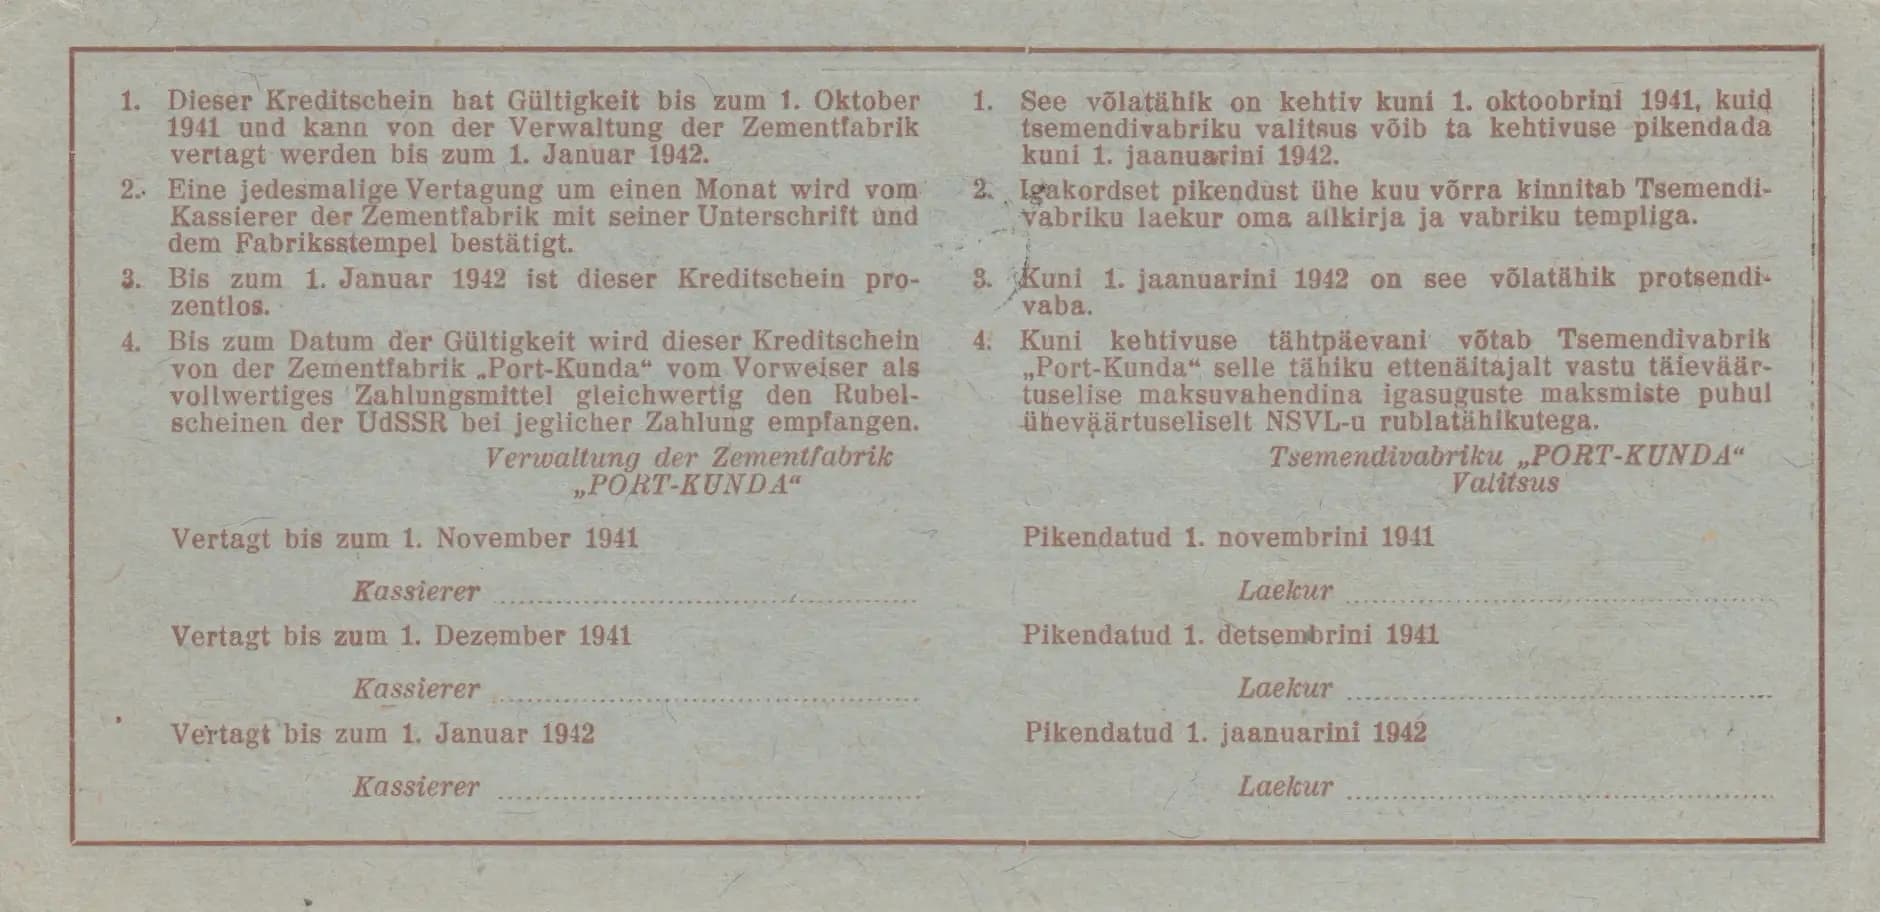 1. Dieser Kreditschein hat Gültigkeit bis zum 1. Oktober
1941 und kann von der Verwaltung der Zementfabrik
vertagt werden bis zum 1. Januar 1942.
2. Eine jedesmalige Vertagung um einen Monat wird vom
Kassierer der Zementfabrik mit seiner Unterschrift und
dem Fabriksstempel bestätigt.
3. Bis zum 1. Januar 1942 ist dieser Kreditschein pro-
zentlos.
4. Bis zum Datum der Gültigkeit wird dieser Kreditschein
von der Zementfabrik „Port-Kunda“ vom Vorweiser als
vollwertiges Zahlungsmittel gleichwertig den Rubel-
scheinen der UdSSR bei jeglicher Zahlung empfangen.
Verwaltung der Zementfabrik
„PORT-KUNDA“
Vertagt bis zum 1. November 1941
Kassierer
Vertagt bis zum 1. Dezember 1941
Kassierer
Vertagt bis zum 1. Januar 1942
Kassierer
1. See võlatähik on kehtiv kuni 1. oktoobrini 1941, kuid
tsemendivabriku valitsus võib ta kehtivuse pikendada
kuni 1. jaanuarini 1942.
2. Igakordset pikendust ühe kuu võrra kinnitab Tsemendi-
vabriku laekur oma allkirja ja vabriku templiga.
3. Kuni 1. jaanuarini 1942 on see võlatähik protsendi-
vaba.
4. Kuni kehtivuse tähtpäevani võtab Tsemendivabrik
„Port-Kunda“ selle tähiku ettenäitajalt vastu täieväär-
tuselise maksuvahendina igasuguste maksmiste puhul
üheväärtuseliselt NSVL-u rublatähikutega.
Tsemendivabriku „PORT-KUNDA“
Valitsus
Pikendatud 1. novembrini 1941
Laekur
Pikendatud 1. detsembrini 1941
Laekur
Pikendatud 1. jaanuarini 1942
Laekur